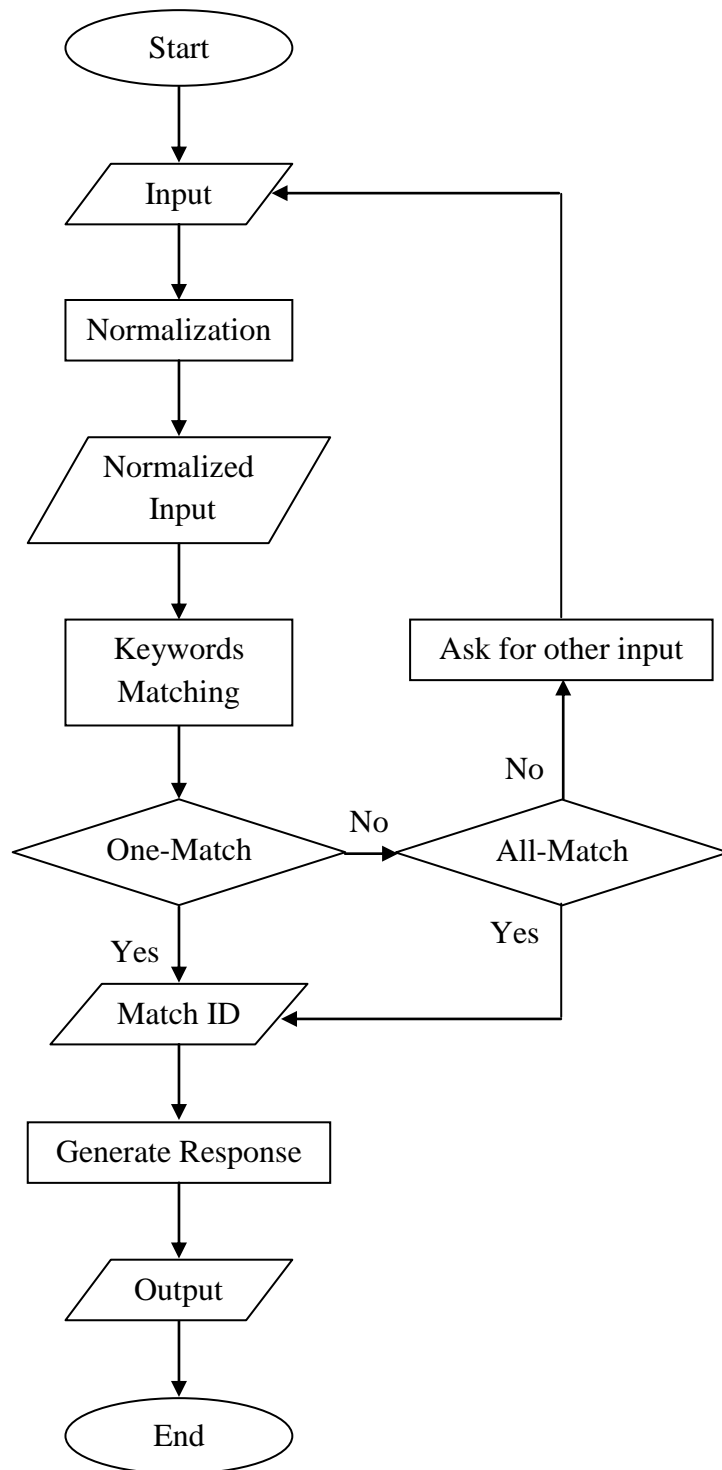 Start
Input
Normalization
Normalized
Input
Keywords
Matching
Ask for other input
No
One-Match
No
All-Match
Yes
Yes
Match ID
Generate Response
Output
End